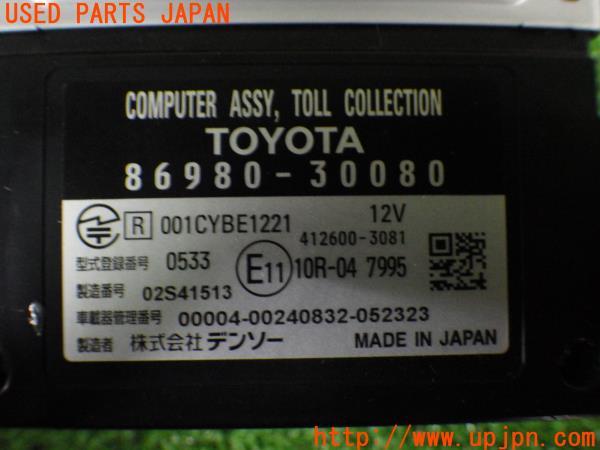 USED PARTS JAPAN
COMPUTER ASSY, TOLL COLLECTION
TOYOTA
86980-30080
R 001CYBE1221 12V
412600-3081
型式登録番号 0533 E11 10R-04 7995
製造番号 02S41513
車載器管理番号 00004-00240832-052323
製造者 株式会社デンソー MADE IN JAPAN
http://www.upjpn.com